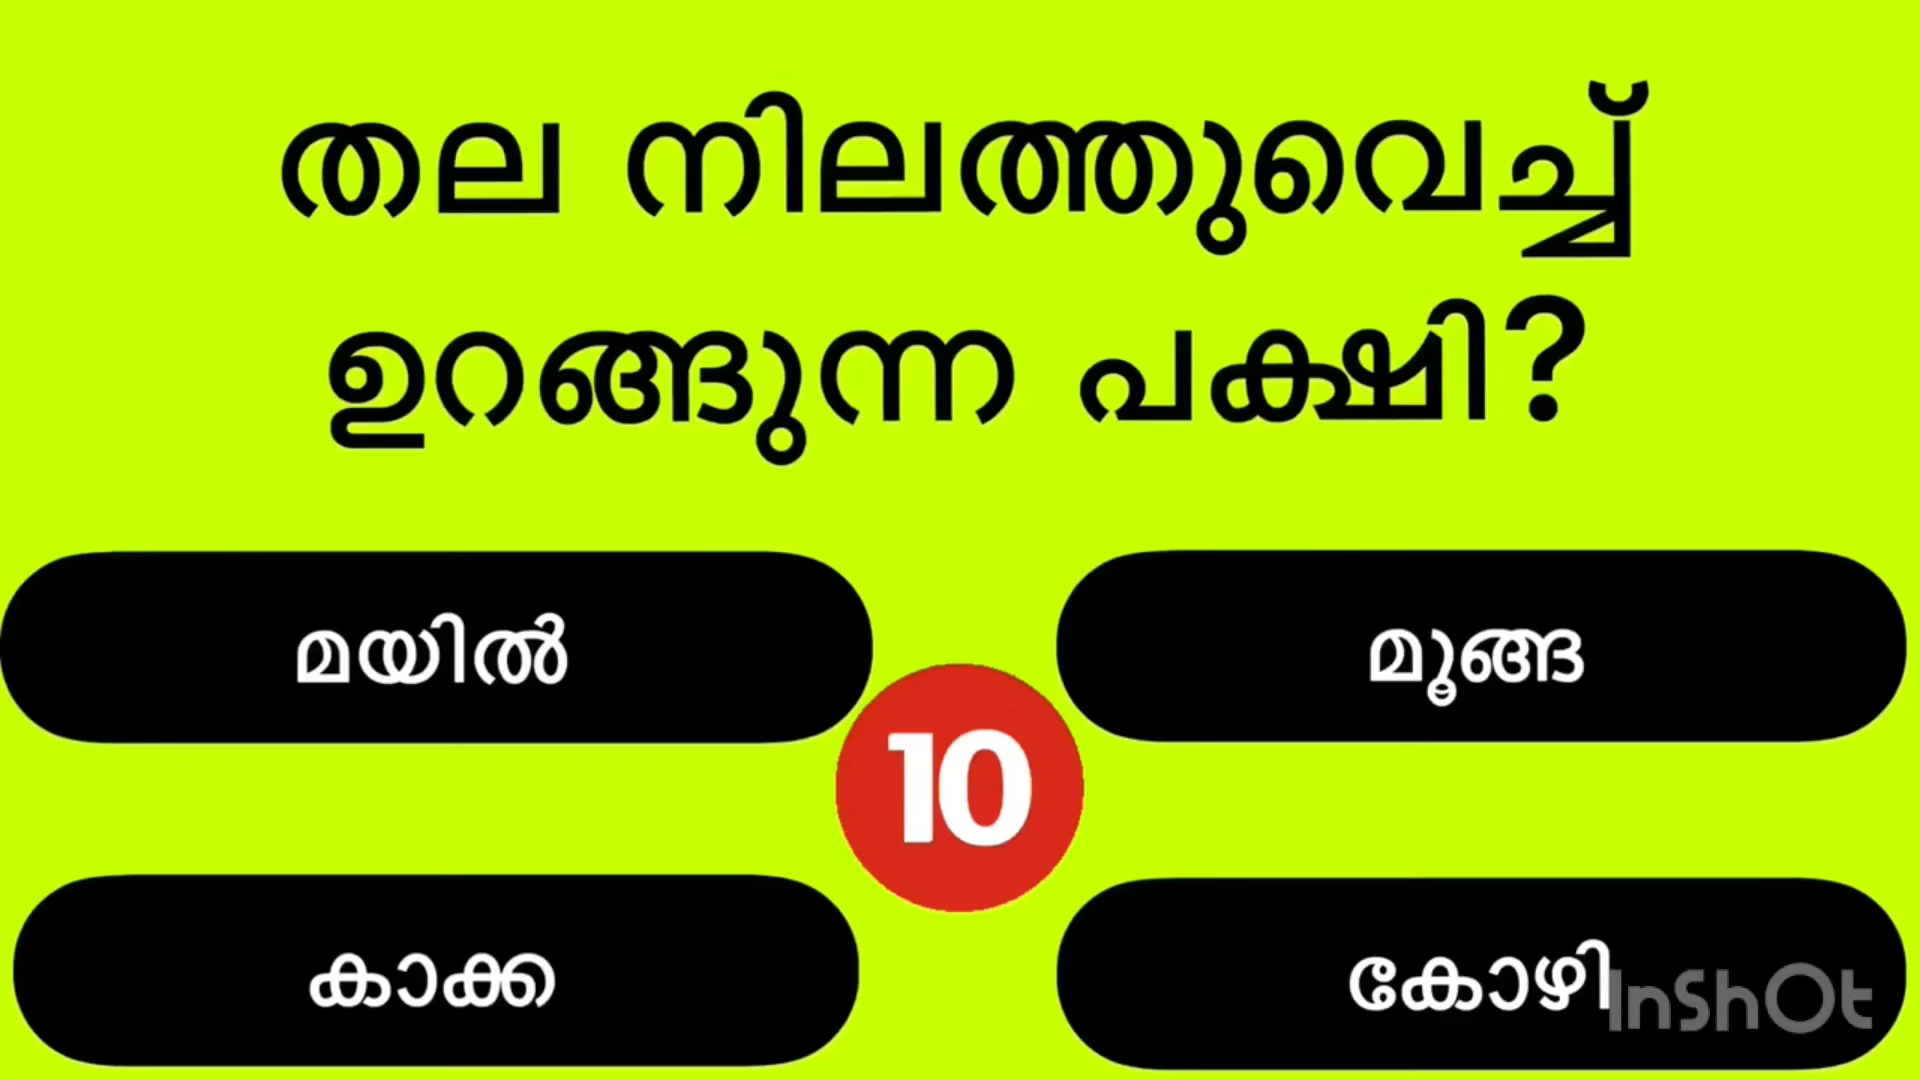 തല നിലത്തുവെച്ച്
ഉറങ്ങുന്ന പക്ഷി?
മയിൽ
മൂങ്ങ
10
കാക്ക
കോഴി
InShOt